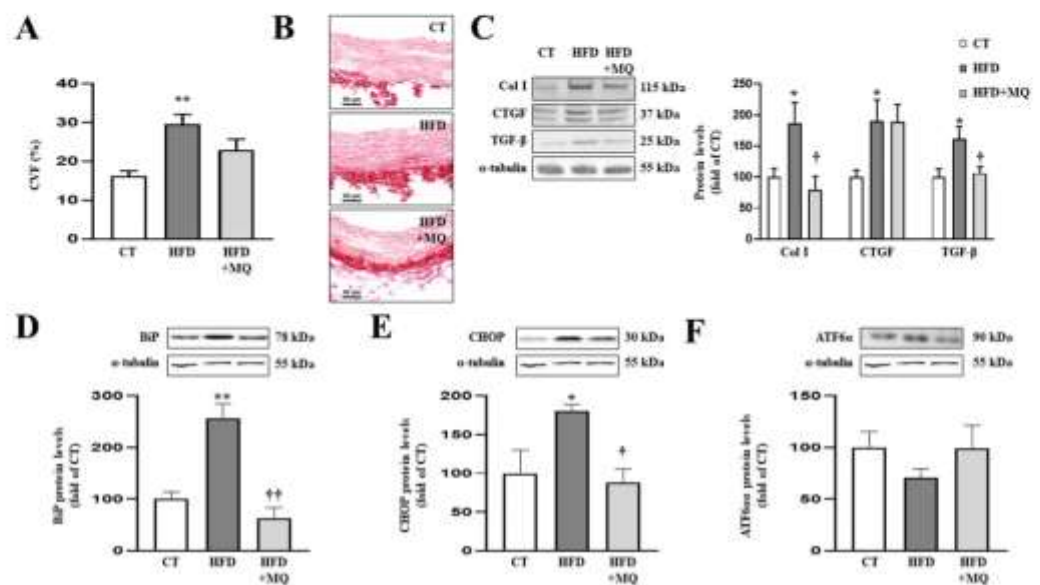 A
CVF (%)
40
30
20
10
0
**
CT
HFD
HFD
+MQ
B
CT
HFD
HFD
+MQ
C
CT
HFD
HFD
+MQ
Col I
115 kDa
CTGF
37 kDa
TGF-β
25 kDa
α-tubulin
55 kDa
CT
HFD
HFD+MQ
Protein levels
(fold of CT)
250
200
150
100
50
0
*
†
*
*
†
Col I
CTGF
TGF-β
D
BiP
78 kDa
α-tubulin
55 kDa
BiP protein levels
(fold of CT)
300
200
100
0
**
††
CT
HFD
HFD
+MQ
E
CHOP
30 kDa
α-tubulin
55 kDa
CHOP protein levels
(fold of CT)
200
150
100
50
0
*
†
CT
HFD
HFD
+MQ
F
ATF6α
90 kDa
α-tubulin
55 kDa
ATF6α protein levels
(fold of CT)
150
100
50
0
CT
HFD
HFD
+MQ